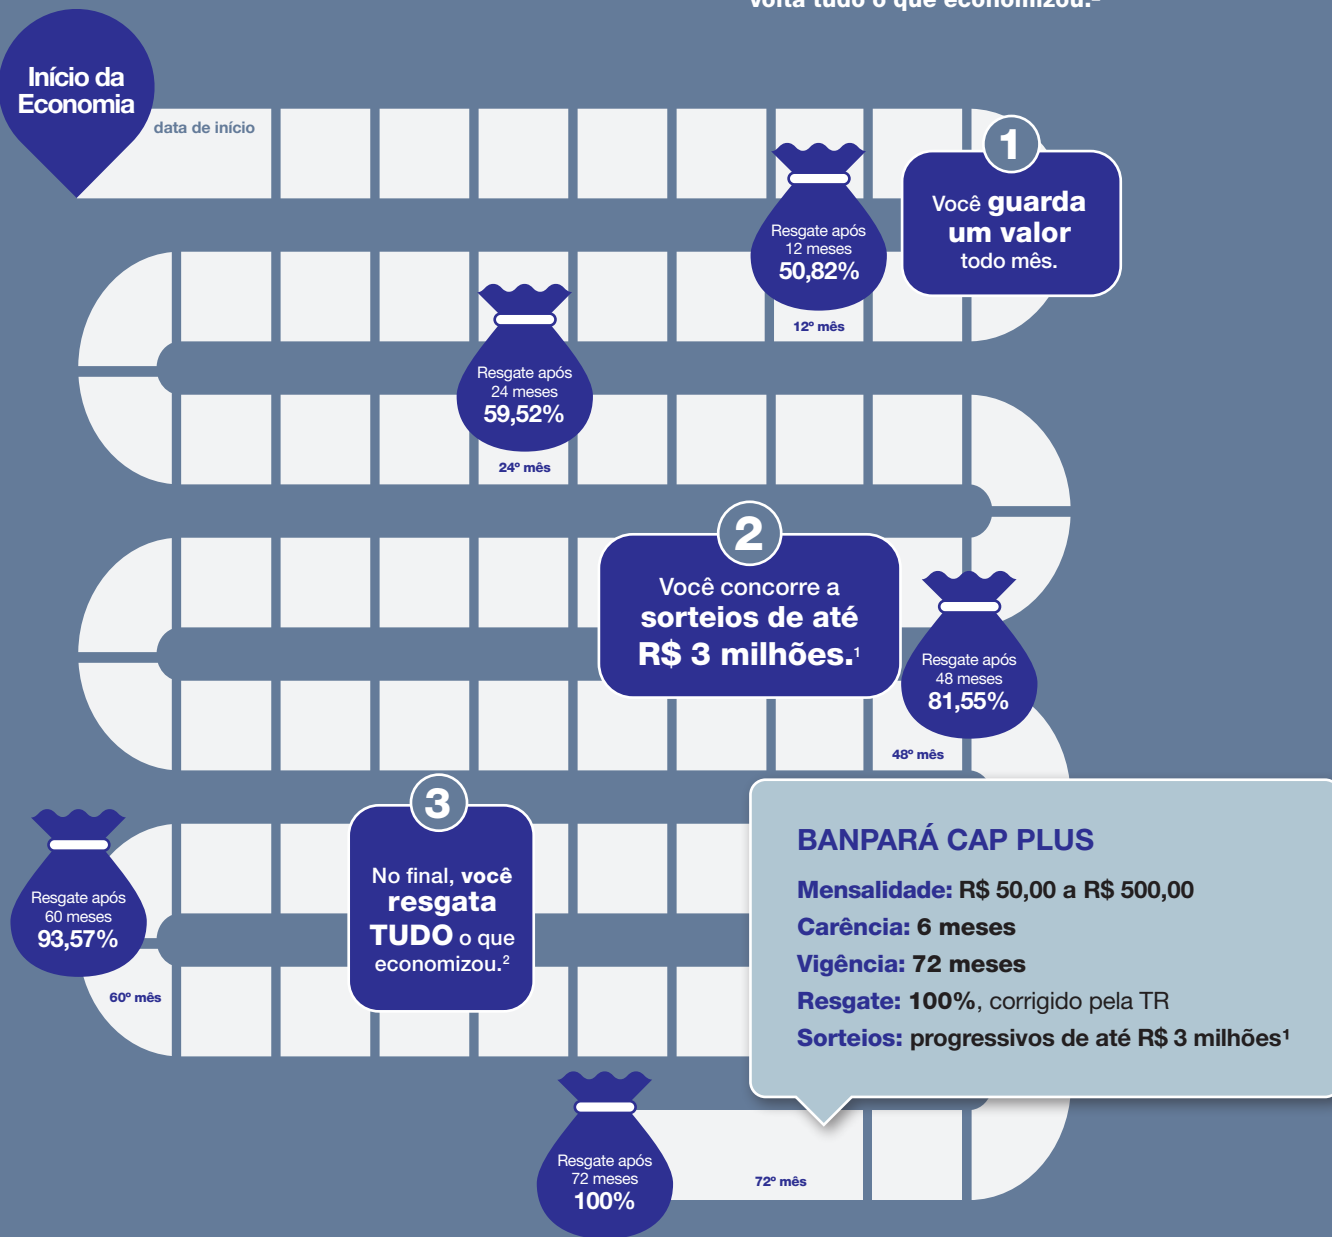 volta tudo o que economizou.²
Início da
Economia
data de início
1
Você guarda
um valor
todo mês.
Resgate após
12 meses
50,82%
12º mês
Resgate após
24 meses
59,52%
24º mês
2
Você concorre a
sorteios de até
R$ 3 milhões.¹
Resgate após
48 meses
81,55%
48º mês
3
No final, você
resgata
TUDO o que
economizou.²
Resgate após
60 meses
93,57%
60º mês
BANPARÁ CAP PLUS
Mensalidade: R$ 50,00 a R$ 500,00
Carência: 6 meses
Vigência: 72 meses
Resgate: 100%, corrigido pela TR
Sorteios: progressivos de até R$ 3 milhões¹
Resgate após
72 meses
100%
72º mês